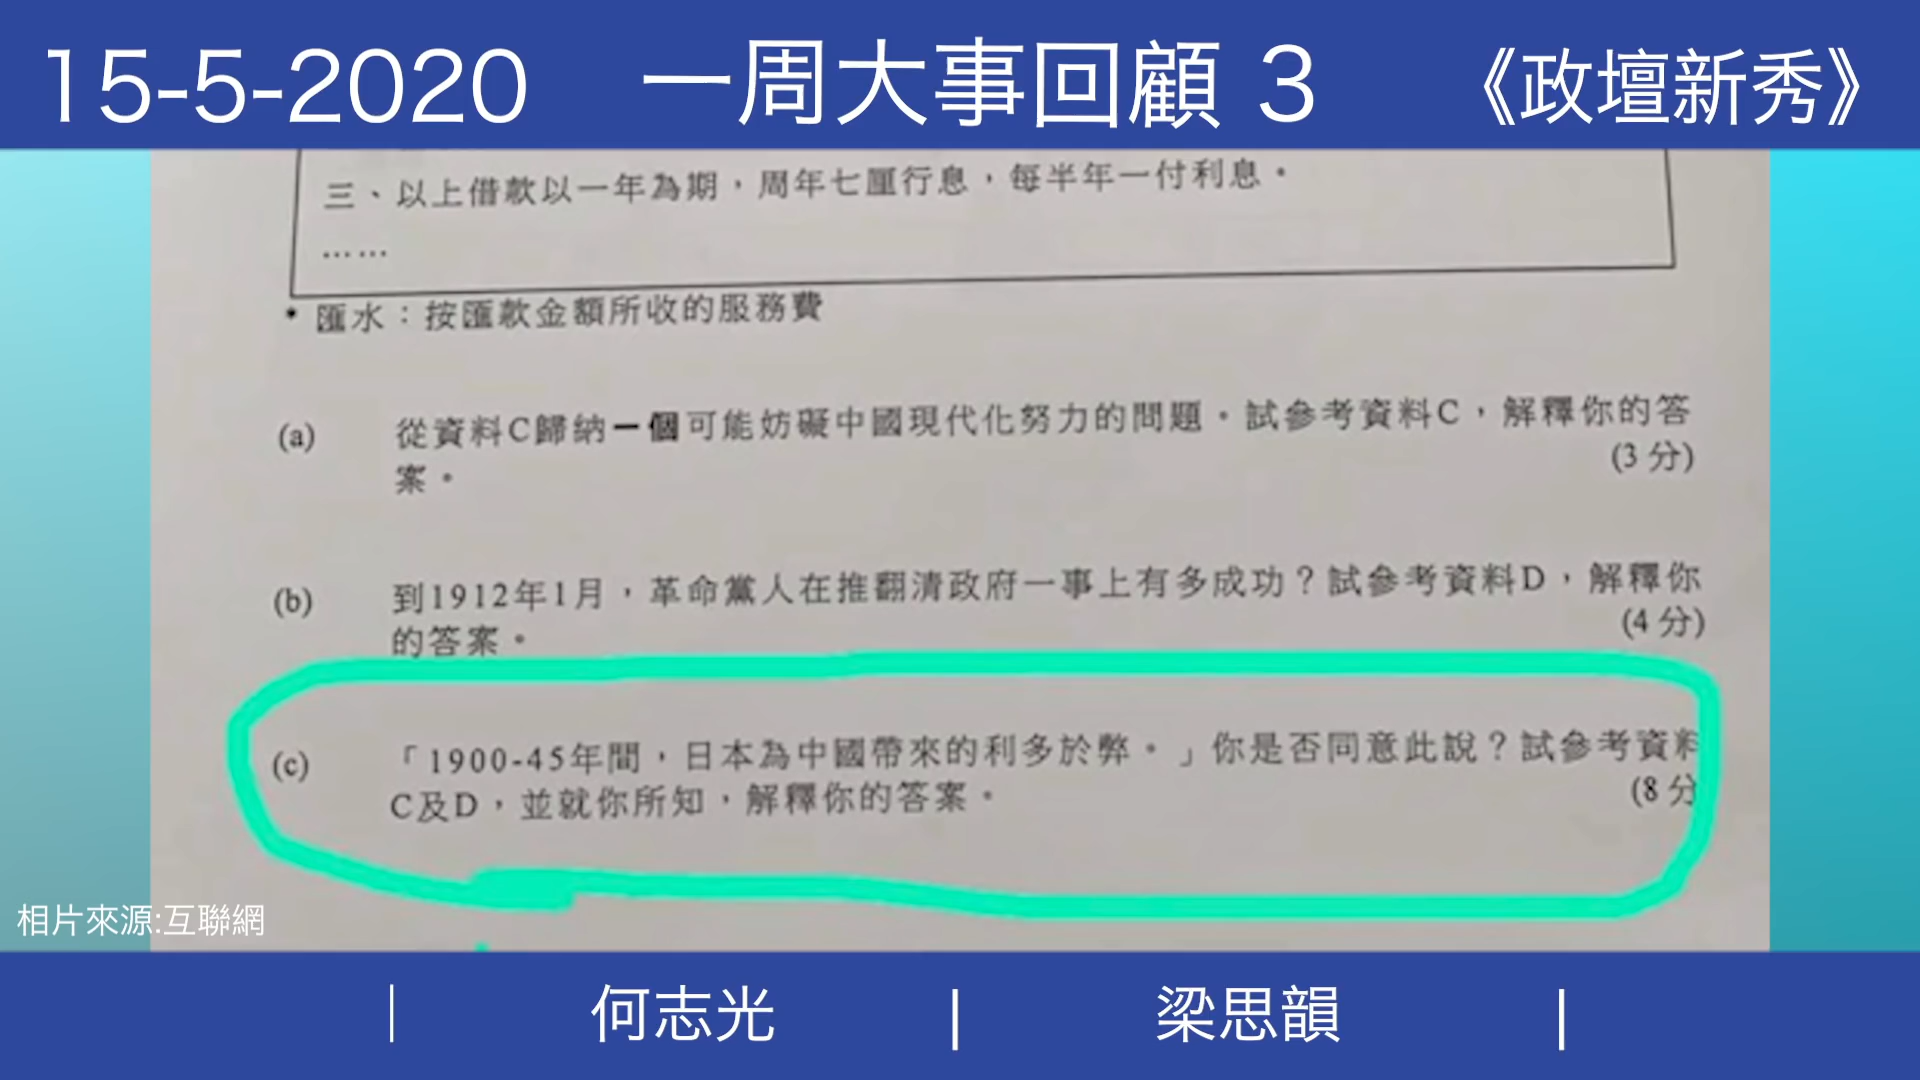 15-5-2020 一周大事回顧 3 《政壇新秀》
三、以上借款以一年為期，周年七厘行息，每半年一付利息。
……
* 匯水：按匯款金額所收的服務費
(a) 從資料C歸納一個可能妨礙中國現代化努力的問題。試參考資料C，解釋你的答
案。 (3 分)
(b) 到1912年1月，革命黨人在推翻清政府一事上有多成功？試參考資料D，解釋你
的答案。 (4 分)
(c) 「1900-45年間，日本為中國帶來的利多於弊。」你是否同意此說？試參考資料
C及D，並就你所知，解釋你的答案。 (8 分
相片來源:互聯網
| 何志光 | 梁思韻 |